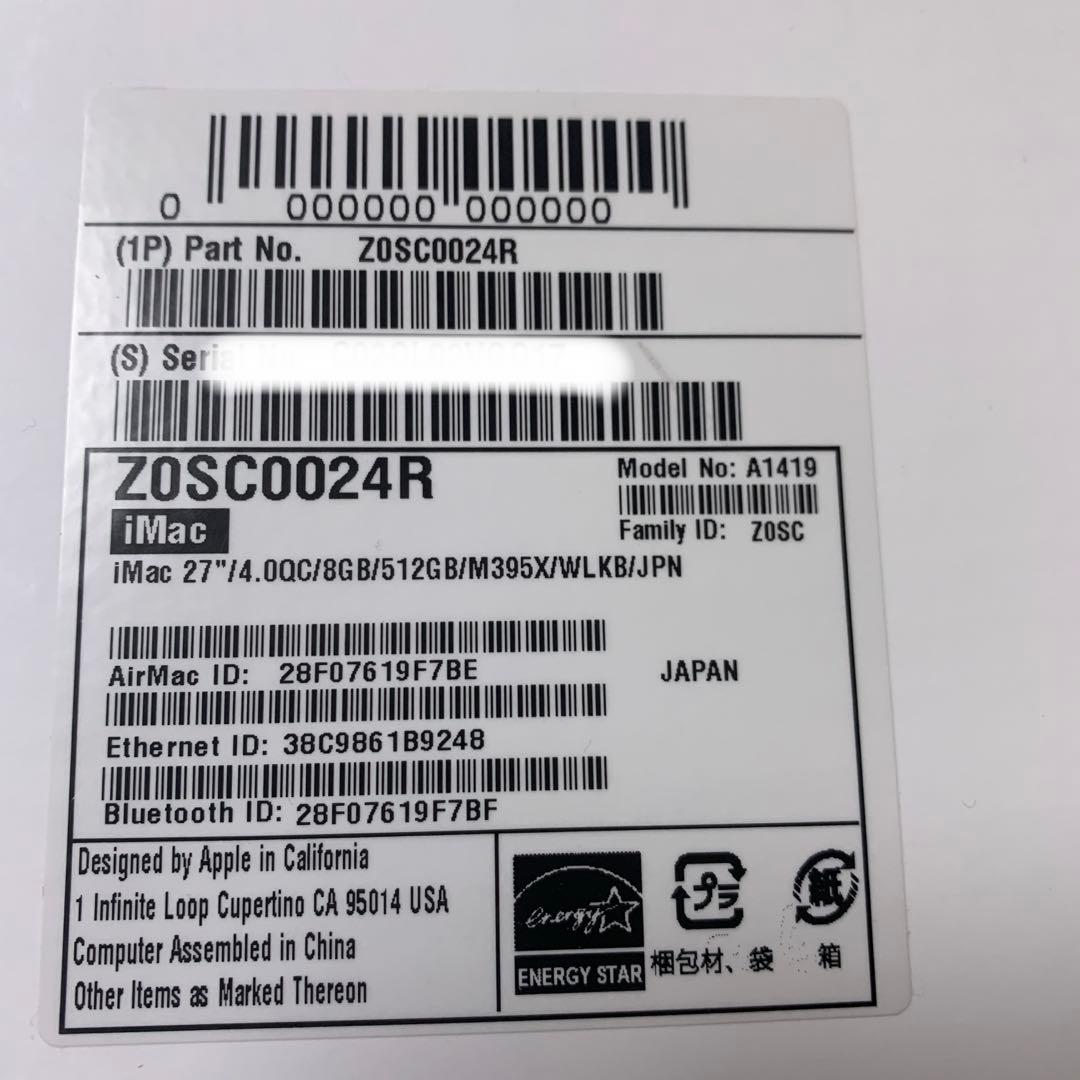 0 000000 000000
(1P) Part No. Z0SC0024R
(S) Serial
Z0SC0024R
Model No: A1419
iMac
Family ID: Z0SC
iMac 27"/4.0QC/8GB/512GB/M395X/WLKB/JPN
AirMac ID: 28F07619F7BE
JAPAN
Ethernet ID: 38C9861B9248
Bluetooth ID: 28F07619F7BF
Designed by Apple in California
1 Infinite Loop Cupertino CA 95014 USA
Computer Assembled in China
Other Items as Marked Thereon
energy
ENERGY STAR
プラ
梱包材、袋
紙
箱